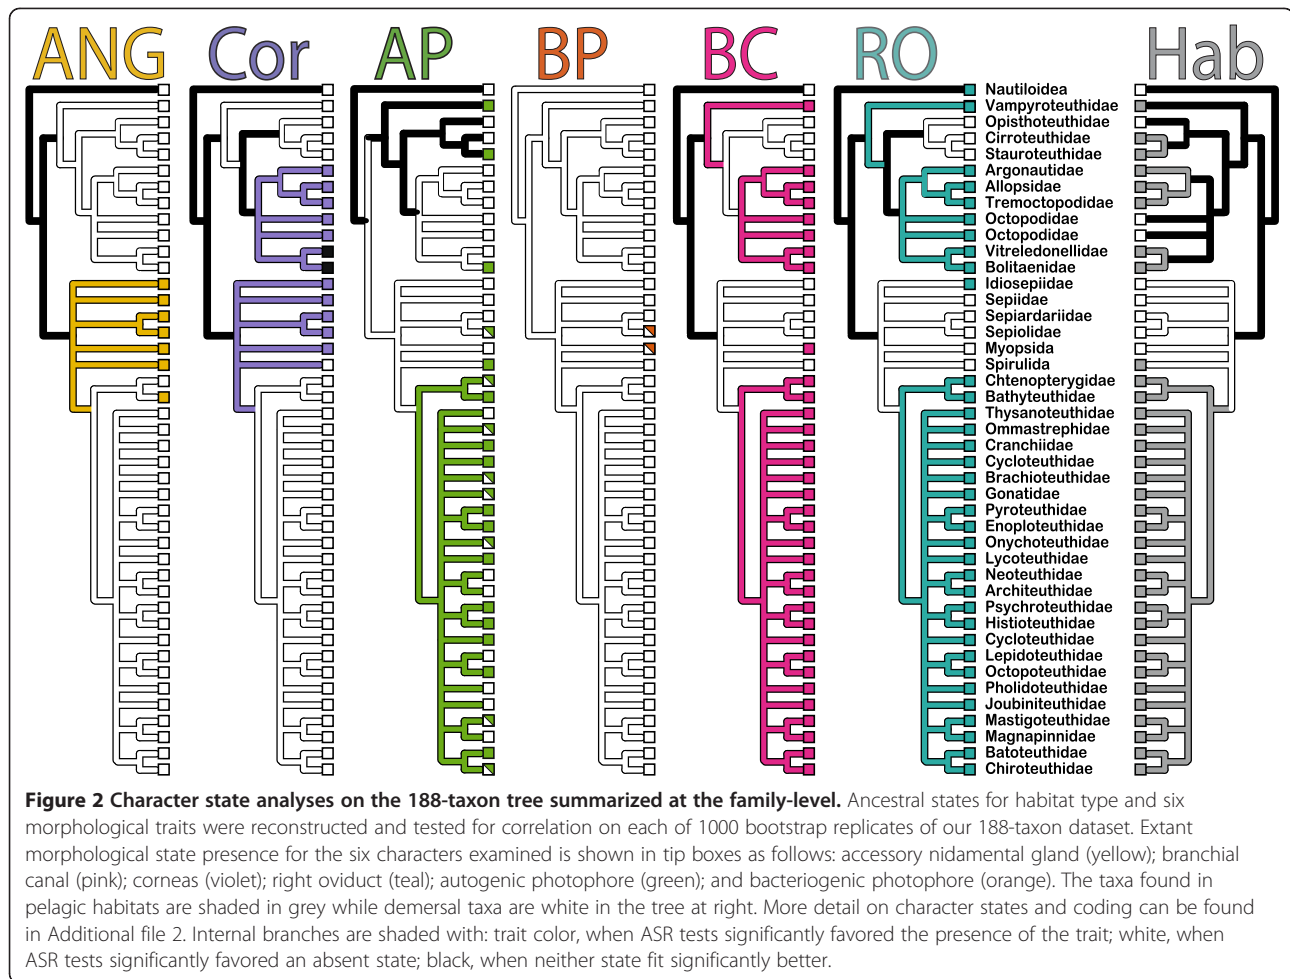 ANG Cor AP BP BC RO Hab
Nautiloidea
Vampyroteuthidae
Opisthoteuthidae
Cirroteuthidae
Stauroteuthidae
Argonautidae
Allopsidae
Tremoctopodidae
Octopodidae
Octopodidae
Vitreledonellidae
Bolitaenidae
Idiosepiidae
Sepiidae
Sepiardariidae
Sepiolidae
Myopsida
Spirulida
Chtenopterygidae
Bathyteuthidae
Thysanoteuthidae
Ommastrephidae
Cranchiidae
Cycloteuthidae
Brachioteuthidae
Gonatidae
Pyroteuthidae
Enoploteuthidae
Onychoteuthidae
Lycoteuthidae
Neoteuthidae
Architeuthidae
Psychroteuthidae
Histioteuthidae
Cycloteuthidae
Lepidoteuthidae
Octopoteuthidae
Pholidoteuthidae
Joubiniteuthidae
Mastigoteuthidae
Magnapinnidae
Batoteuthidae
Chiroteuthidae
Figure 2 Character state analyses on the 188-taxon tree summarized at the family-level. Ancestral states for habitat type and six
morphological traits were reconstructed and tested for correlation on each of 1000 bootstrap replicates of our 188-taxon dataset. Extant
morphological state presence for the six characters examined is shown in tip boxes as follows: accessory nidamental gland (yellow); branchial
canal (pink); corneas (violet); right oviduct (teal); autogenic photophore (green); and bacteriogenic photophore (orange). The taxa found in
pelagic habitats are shaded in grey while demersal taxa are white in the tree at right. More detail on character states and coding can be found
in Additional file 2. Internal branches are shaded with: trait color, when ASR tests significantly favored the presence of the trait; white, when
ASR tests significantly favored an absent state; black, when neither state fit significantly better.